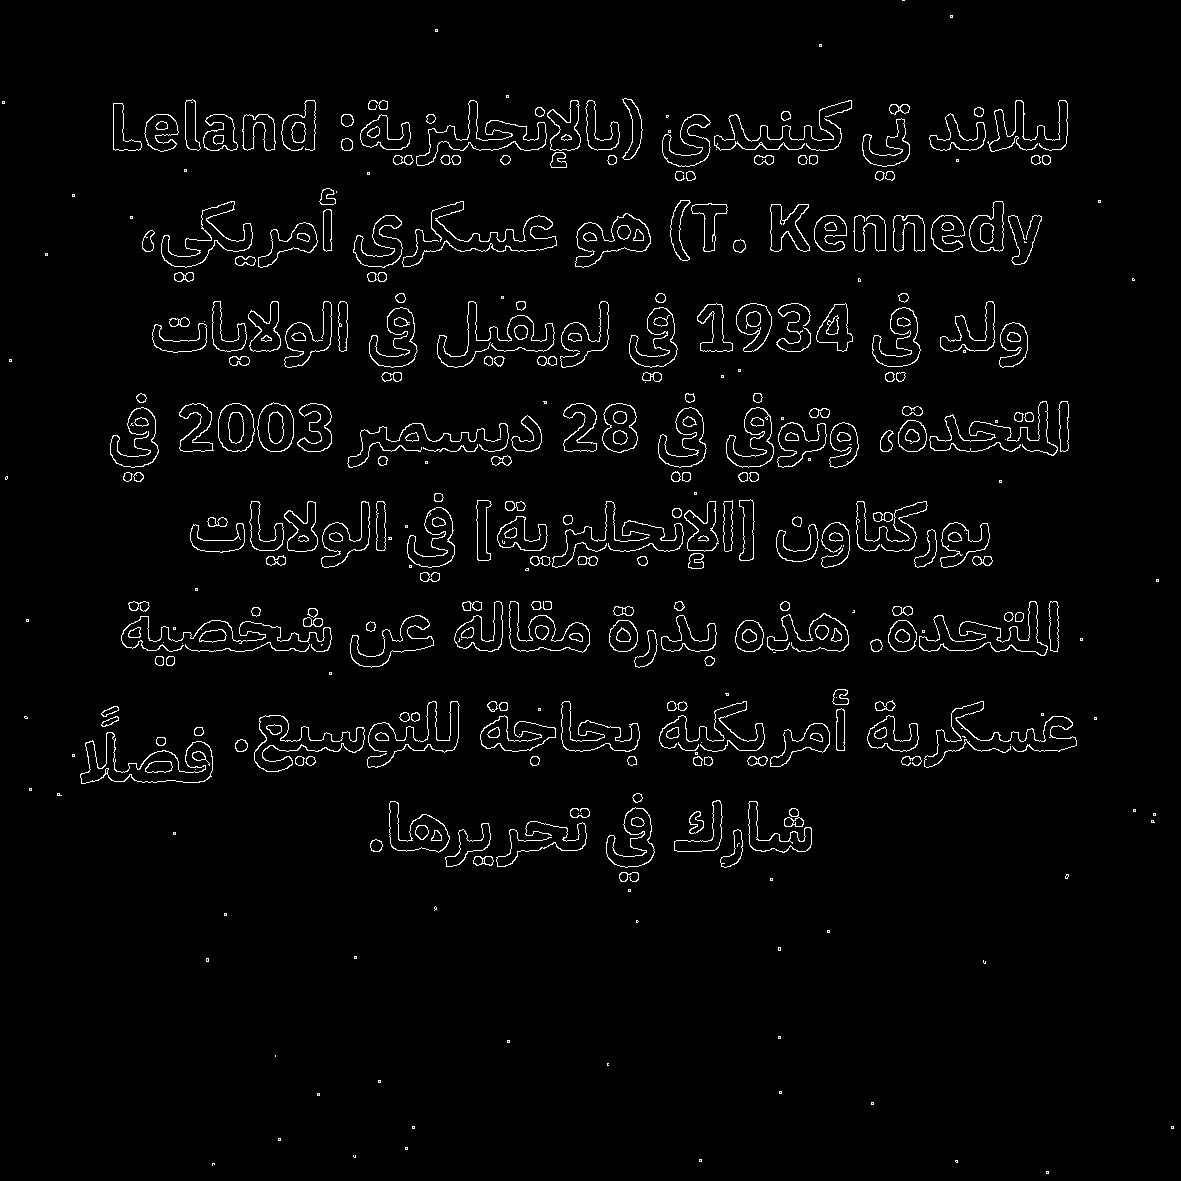 ليلاند تي كينيدي (بالإنجليزية: Leland
T. Kennedy) هو عسكري أمريكي،
ولد في 1934 في لويفيل في الولايات
المتحدة، وتوفي في 28 ديسمبر 2003 في
يوركتاون [الإنجليزية] في الولايات
المتحدة. هذه بذرة مقالة عن شخصية
عسكرية أمريكية بحاجة للتوسيع. فضلًا
شارك في تحريرها.